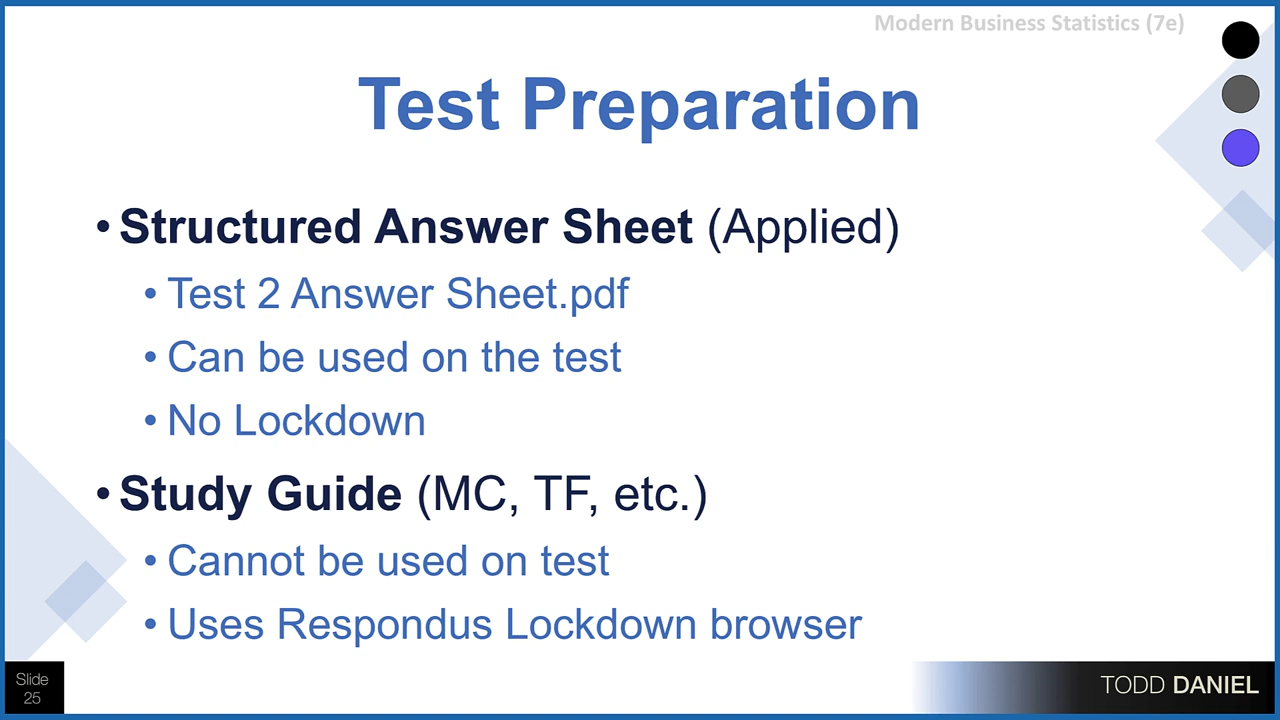 Modern Business Statistics (7e)
Test Preparation
• Structured Answer Sheet (Applied)
• Test 2 Answer Sheet.pdf
• Can be used on the test
• No Lockdown
• Study Guide (MC, TF, etc.)
• Cannot be used on test
• Uses Respondus Lockdown browser
Slide
25
TODD DANIEL